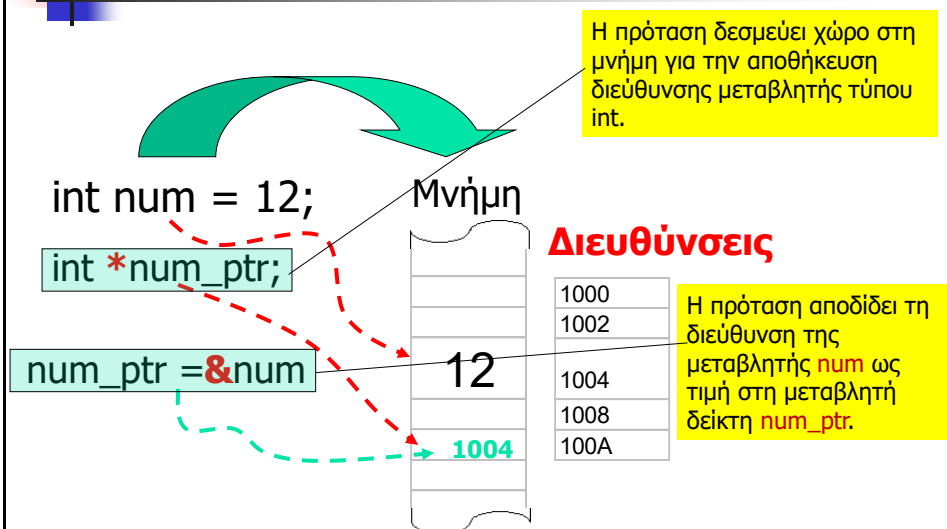 Η πρόταση δεσμεύει χώρο στη
μνήμη για την αποθήκευση
διεύθυνσης μεταβλητής τύπου
int.
int num = 12;
Μνήμη
Διευθύνσεις
int *num_ptr;
1000
1002
Η πρόταση αποδίδει τη
διεύθυνση της
μεταβλητής num ως
τιμή στη μεταβλητή
δείκτη num_ptr.
num_ptr =&num
12
1004
1008
1004
100A